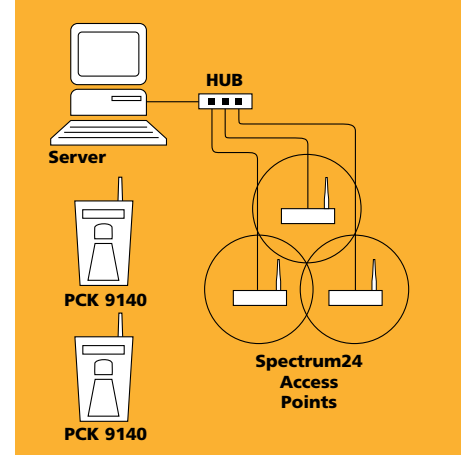 HUB
Server
PCK 9140
PCK 9140
Spectrum24
Access
Points